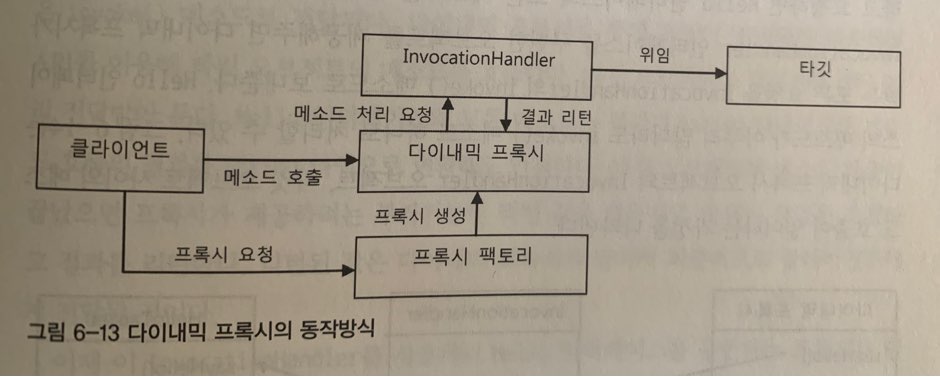 InvocationHandler
위임
타깃
메소드 처리 요청
결과 리턴
클라이언트
다이내믹 프록시
메소드 호출
프록시 생성
프록시 요청
프록시 팩토리
그림 6-13 다이내믹 프록시의 동작방식